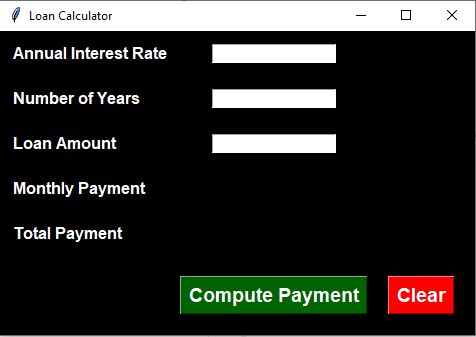 Loan Calculator
Annual Interest Rate
Number of Years
Loan Amount
Monthly Payment
Total Payment
Compute Payment Clear